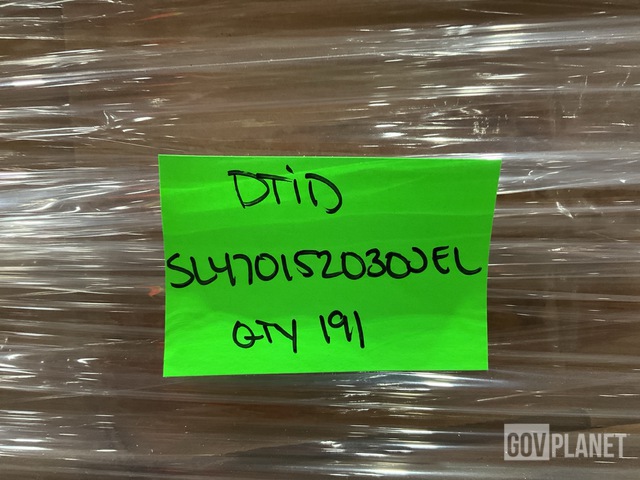 DTiD
SL470152030JEL
QTY 191
GOVPLANET